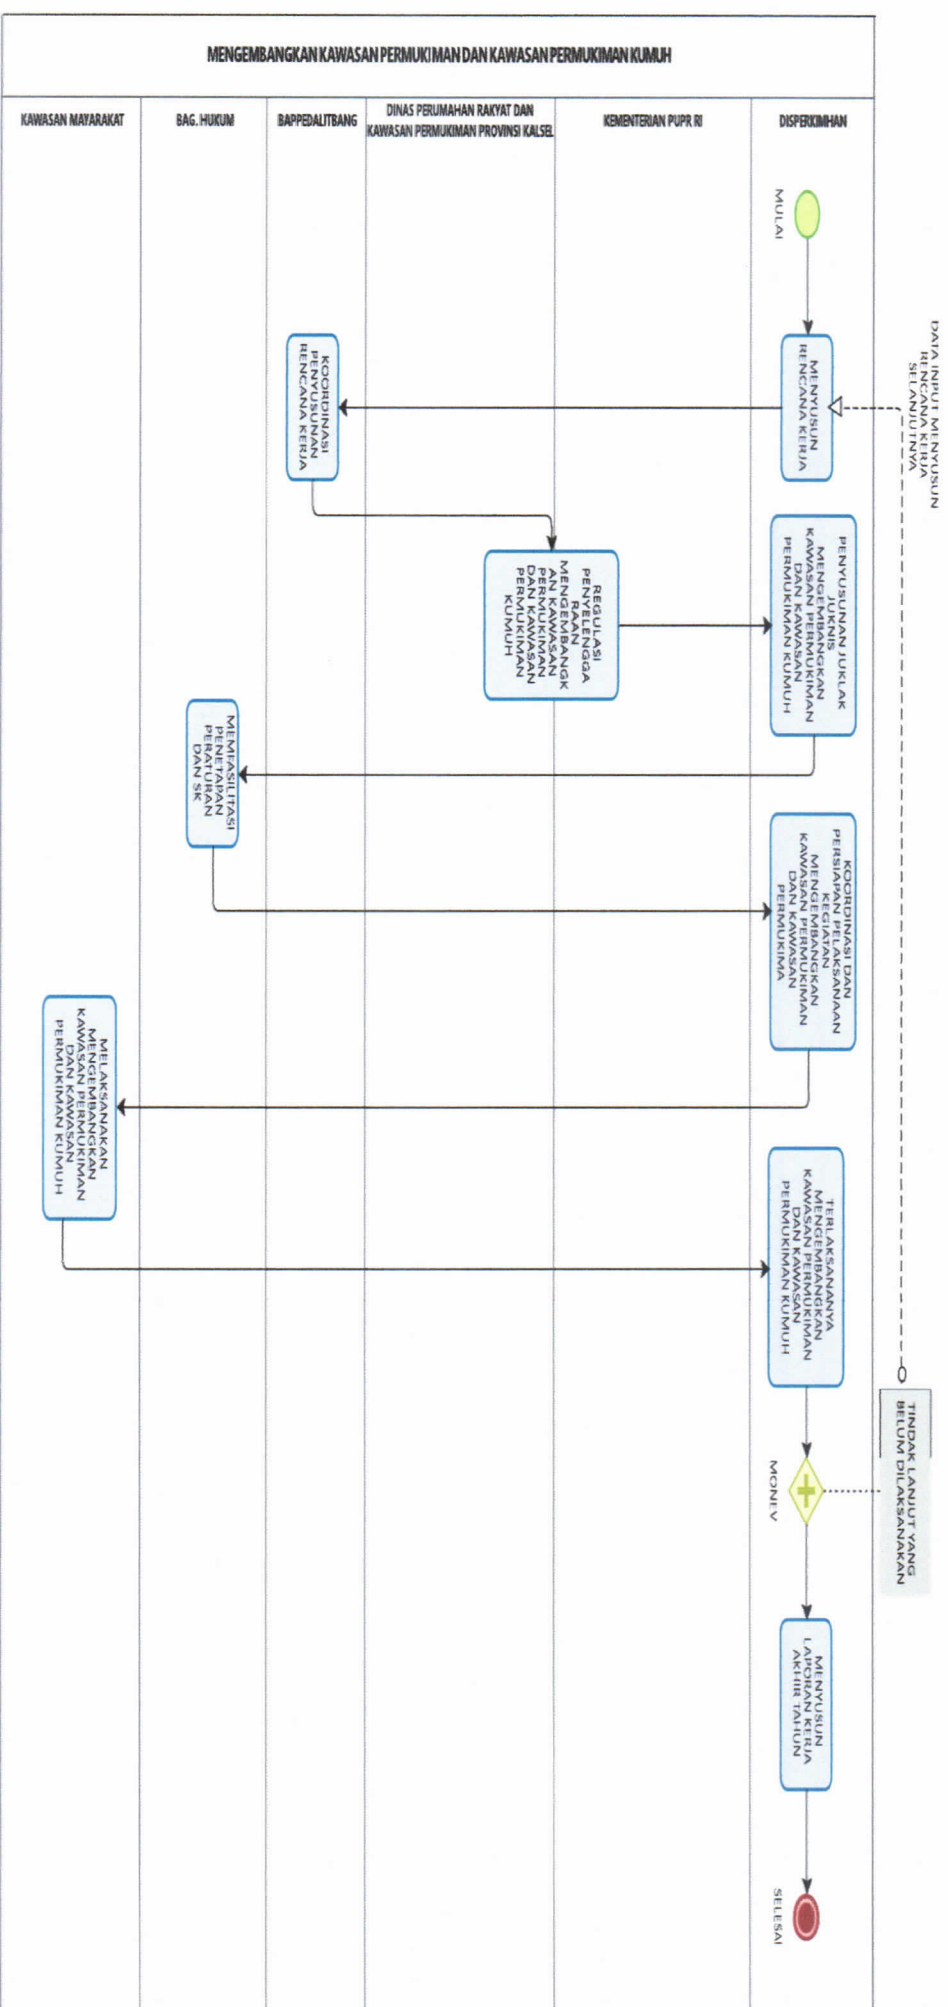 MENGEMBANGKAN KAWASAN PERMUKIMAN DAN KAWASAN PERMUKIMAN KUMUH
KAWASAN MAYARAKAT
BAG. HUKUM
BAPPEDALITBANG
DINAS PERUMAHAN RAKYAT DAN
KAWASAN PERMUKIMAN PROVINSI KALSEL
KEMENTERIAN PUPR RI
DISPERKIMHAN
MULAI
DATA INPUT MENYUSUN
RENCANA KERJA
SELANJUTNYA
MENYUSUN
RENCANA KERJA
KOORDINASI
PENYUSUNAN
RENCANA KERJA
REGULASI
PENYELENGGA
RAAN
MENGEMBANGK
AN KAWASAN
PERMUKIMAN
DAN KAWASAN
PERMUKIMAN
KUMUH
PENYUSUNAN JUKLAK
JUKNIS
MENGEMBANGKAN
KAWASAN PERMUKIMAN
DAN KAWASAN
PERMUKIMAN KUMUH
MEMFASILITASI
PENETAPAN
PERATURAN
DAN SK
KOORDINASI DAN
PERSIAPAN PELAKSANAAN
KEGIATAN
MENGEMBANGKAN
KAWASAN PERMUKIMAN
DAN KAWASAN
PERMUKIMA
MELAKSANAKAN
MENGEMBANGKAN
KAWASAN PERMUKIMAN
DAN KAWASAN
PERMUKIMAN KUMUH
TERLAKSANANYA
MENGEMBANGKAN
KAWASAN PERMUKIMAN
DAN KAWASAN
PERMUKIMAN KUMUH
MONEV
TINDAK LANJUT YANG
BELUM DILAKSANAKAN
MENYUSUN
LAPORAN KERJA
AKHIR TAHUN
SELESAI